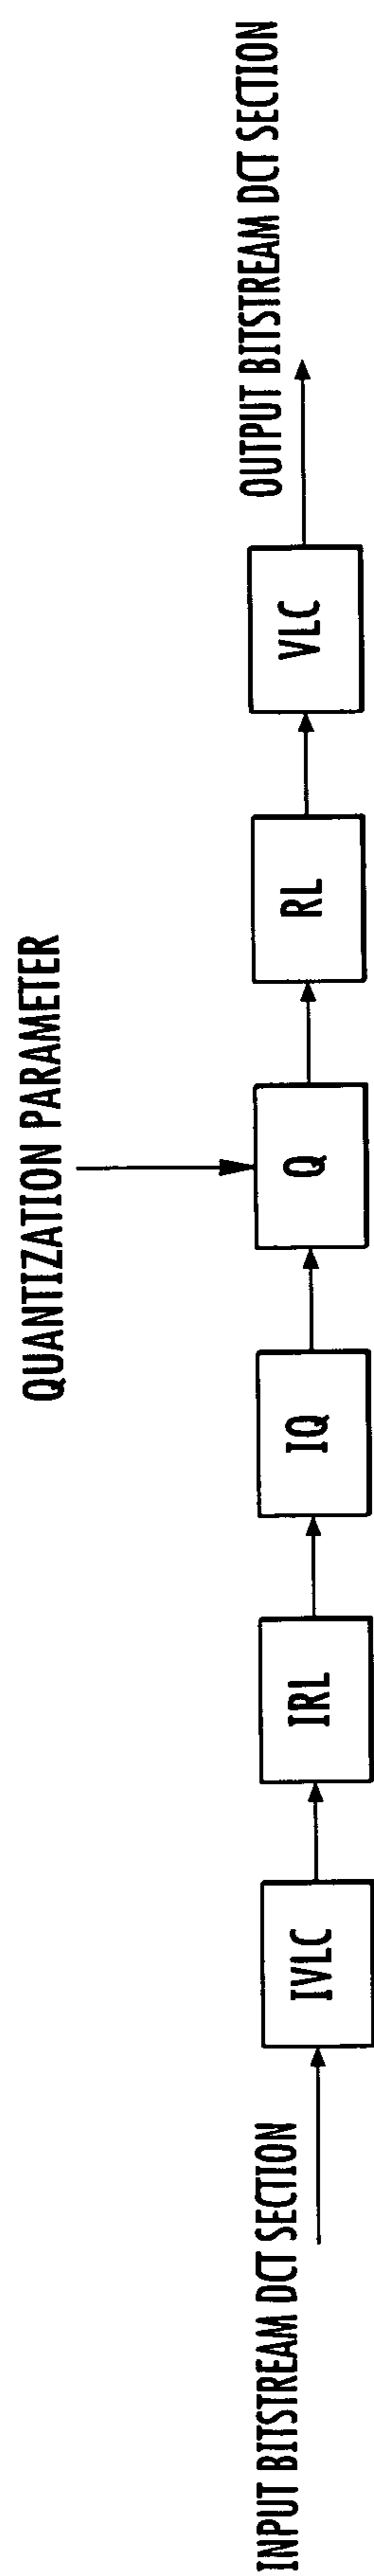 QUANTIZATION PARAMETER
INPUT BITSTREAM DCT SECTION
IVLC
IRL
IQ
Q
RL
VLC
OUTPUT BITSTREAM DCT SECTION